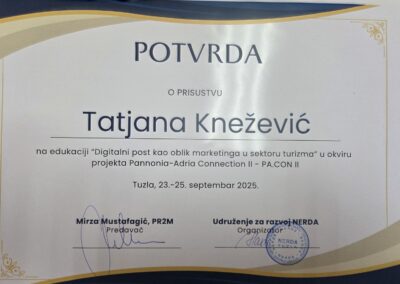 POTVRDA
O PRISUSTVU
Tatjana Knežević
na edukaciji "Digitalni post kao oblik marketinga u sektoru turizma" u okviru
projekta Pannonia-Adria Connection II - PA.CON II
Tuzla, 23.-25. septembar 2025.
Mirza Mustafagić, PR2M
Predavač
Udruženje za razvoj NERDA
Organizator
NERDA